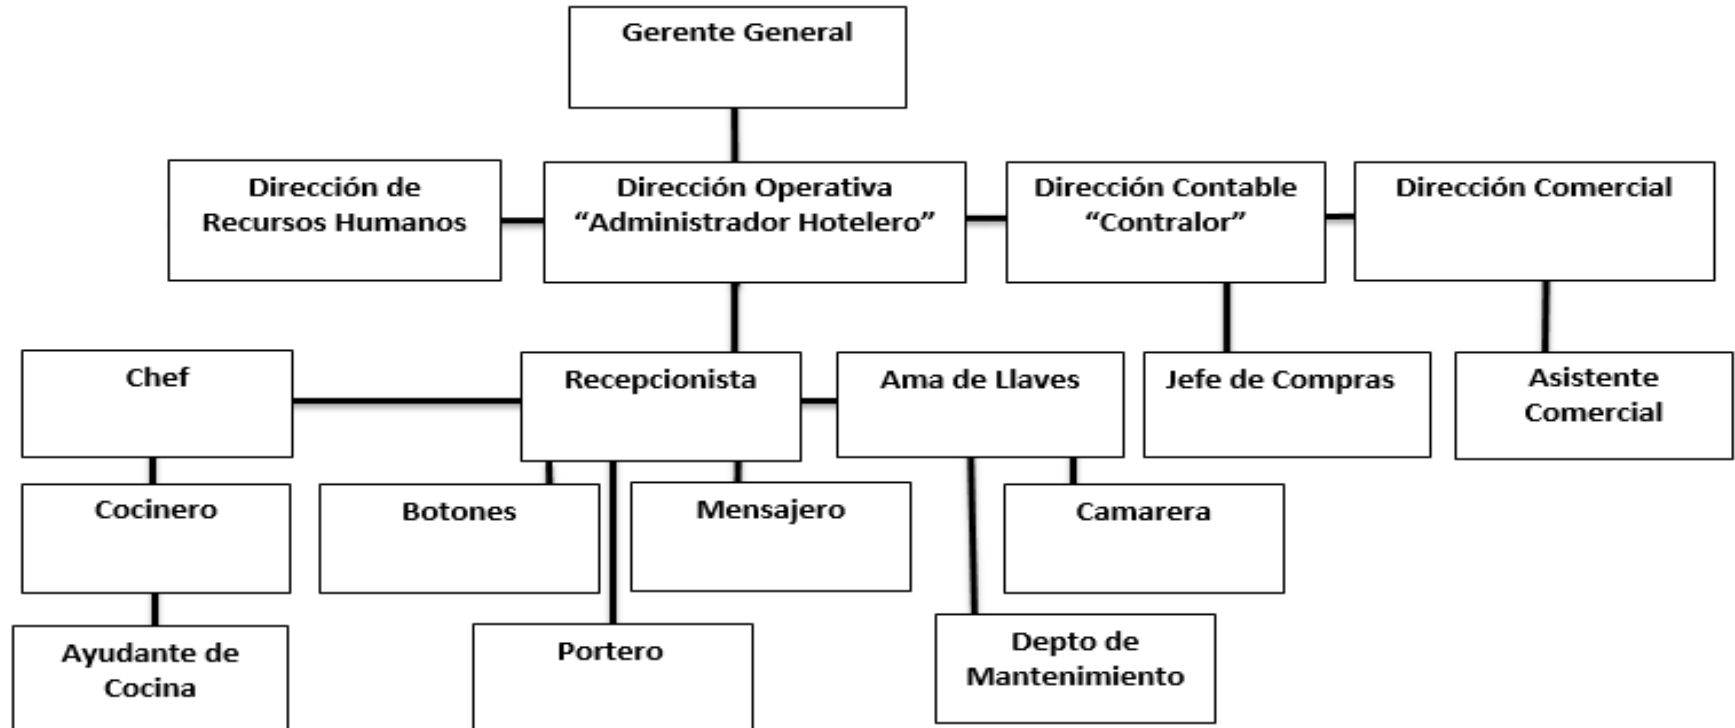 Gerente General
Dirección de
Recursos Humanos
Dirección Operativa
“Administrador Hotelero”
Dirección Contable
“Contralor”
Dirección Comercial
Chef
Recepcionista
Ama de Llaves
Jefe de Compras
Asistente
Comercial
Cocinero
Botones
Mensajero
Camarera
Ayudante de
Cocina
Portero
Depto de
Mantenimiento